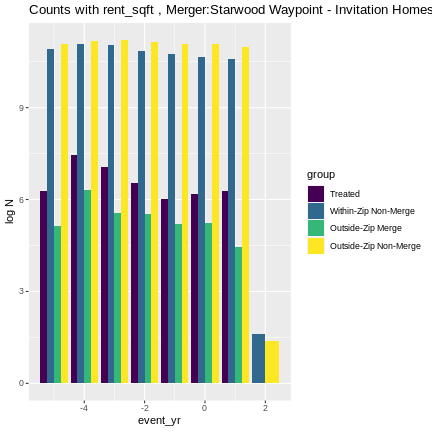 Counts with rent_sqft , Merger:Starwood Waypoint - Invitation Homes
log N
9
6
3
0
-4
-2
0
2
event_yr
group
Treated
Within-Zip Non-Merge
Outside-Zip Merge
Outside-Zip Non-Merge